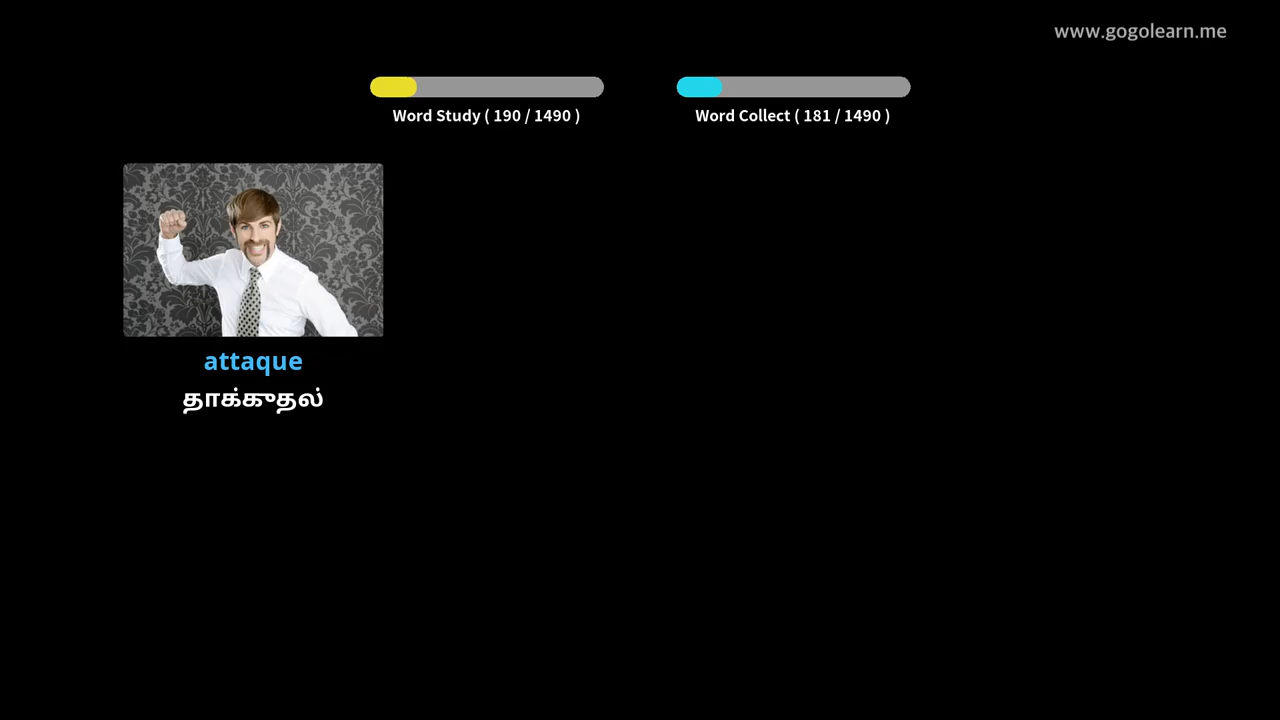 www.gogolearn.me
Word Study ( 190 / 1490 )
Word Collect ( 181 / 1490 )
attaque
தாக்குதல்